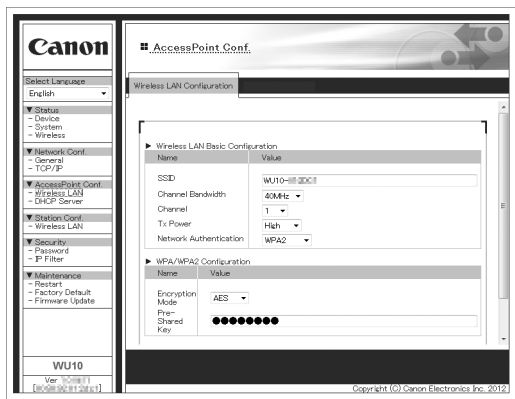 Canon
Select Language
English
▼ Status
- Device
- System
- Wireless
▼ Network Conf.
- General
- TCP/IP
▼ AccessPoint Conf.
- Wireless LAN
- DHCP Server
▼ Station Conf.
- Wireless LAN
▼ Security
- Password
- IP Filter
▼ Maintenance
- Restart
- Factory Default
- Firmware Update
WU10
Ver
AccessPoint Conf.
Wireless LAN Configuration
► Wireless LAN Basic Configuration
Name Value
SSID WU10-
Channel Bandwidth 40MHz
Channel 1
Tx Power High
Network Authentication WPA2
► WPA/WPA2 Configuration
Name Value
Encryption Mode AES
Pre-Shared Key ●●●●●●●●
Copyright (C) Canon Electronics Inc. 2012